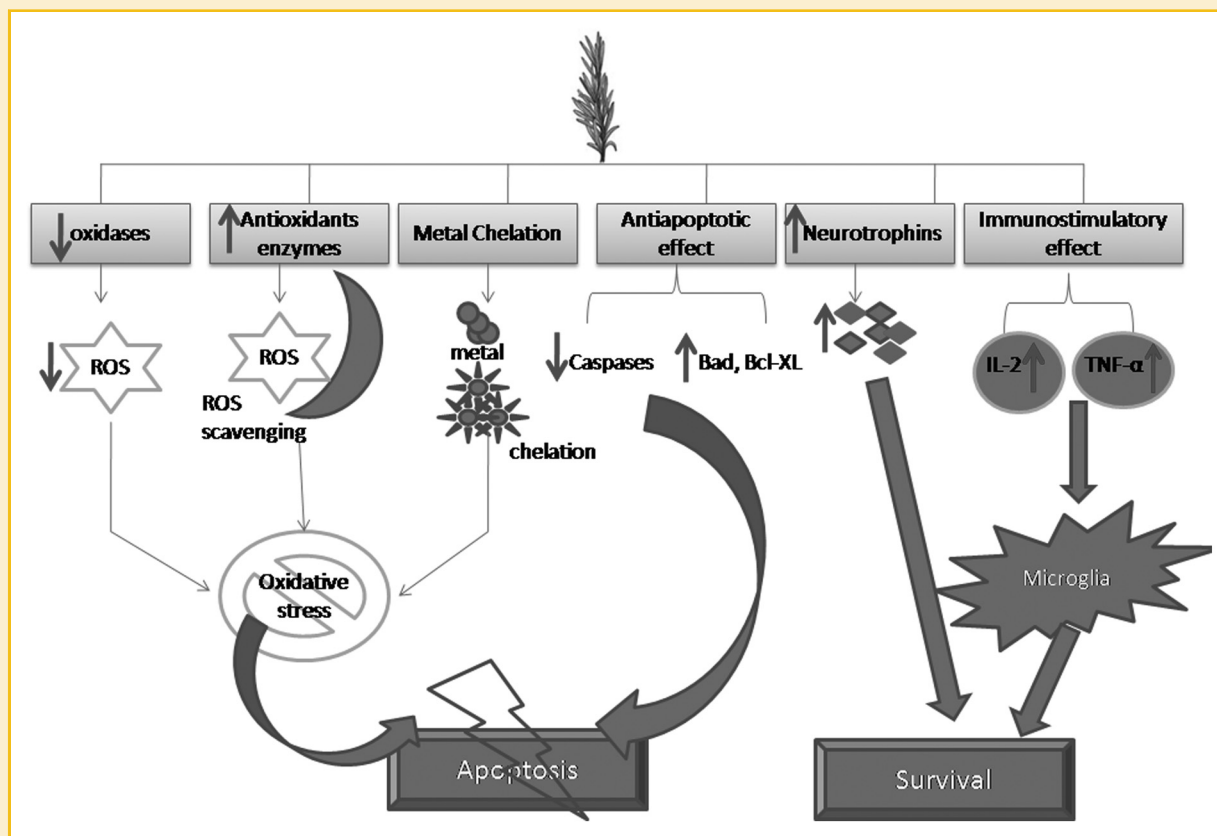 oxidases
Antioxidants
enzymes
Metal Chelation
Antiapoptotic
effect
Neurotrophins
Immunostimulatory
effect
ROS
ROS
ROS
scavenging
metal
chelation
Caspases
Bad, Bcl-XL
IL-2
TNF-α
Oxidative
stress
Microglia
Apoptosis
Survival